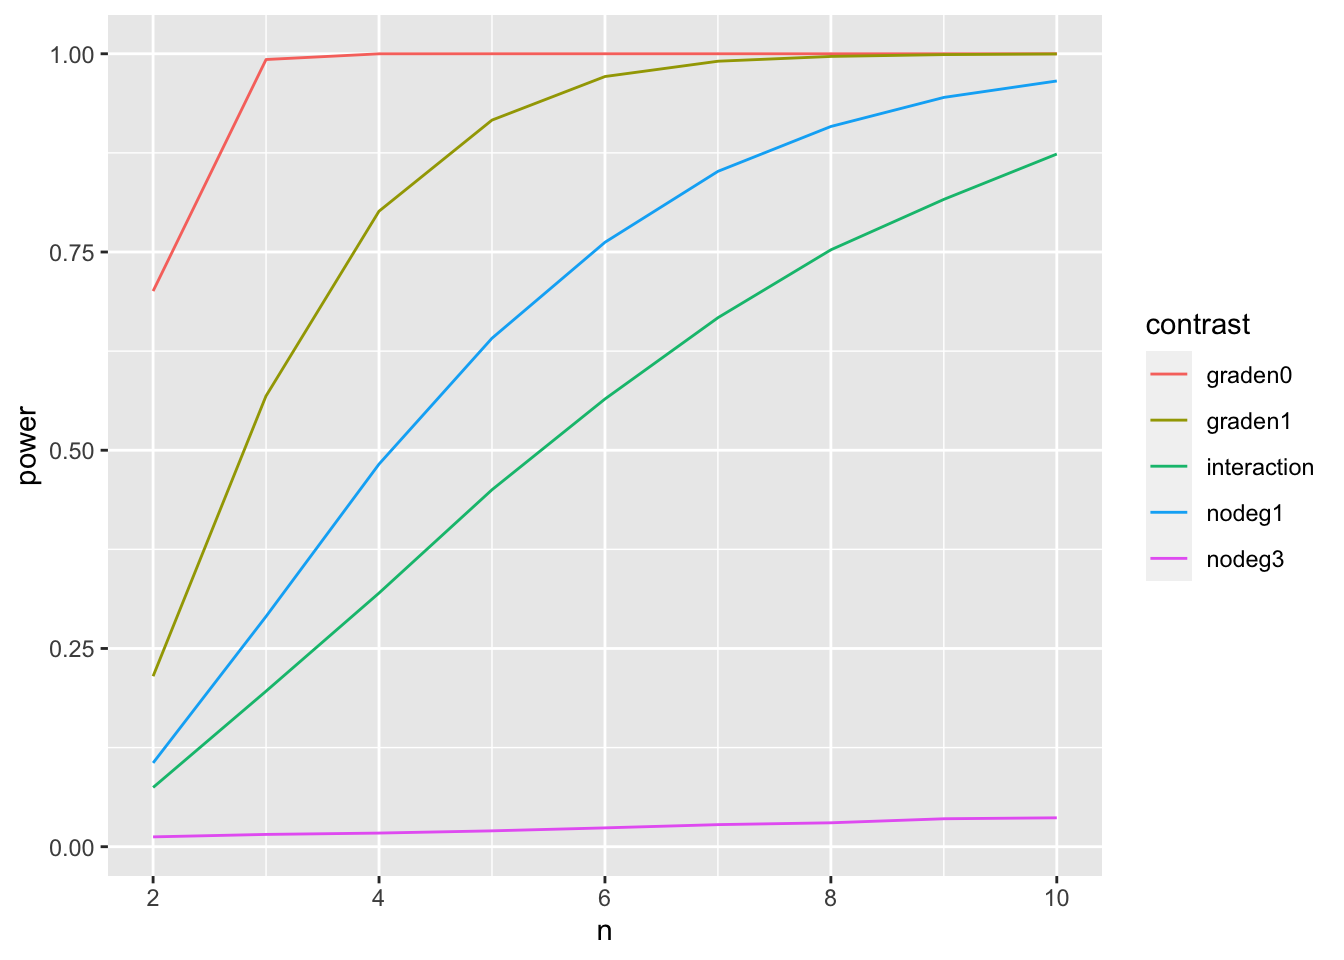 1.00
0.75
0.50
0.25
0.00
power
2 4 6 8 10
n
contrast
graden0
graden1
interaction
nodeg1
nodeg3